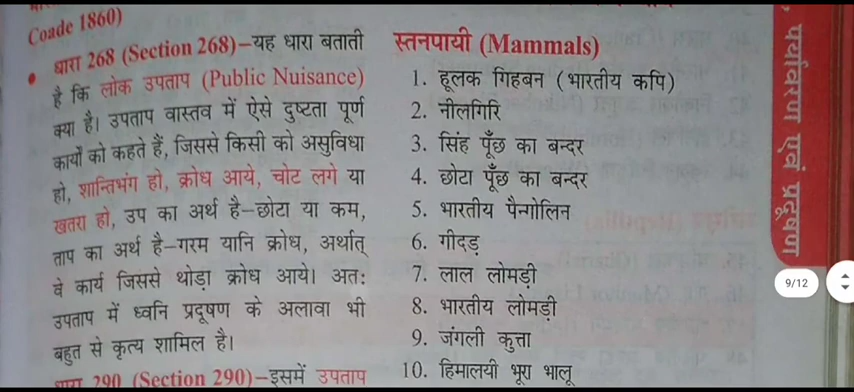 Coade 1860)
• धारा 268 (Section 268)–यह धारा बताती
है कि लोक उपताप (Public Nuisance)
क्या है। उपताप वास्तव में ऐसे दुष्टता पूर्ण
कार्यों को कहते हैं, जिससे किसी को असुविधा
हो, शान्तिभंग हो, क्रोध आये, चोट लगे या
खतरा हो, उप का अर्थ है–छोटा या कम,
ताप का अर्थ है–गरम यानि क्रोध, अर्थात्
वे कार्य जिससे थोड़ा क्रोध आये। अतः
उपताप में ध्वनि प्रदूषण के अलावा भी
बहुत से कृत्य शामिल है।
धारा 290 (Section 290)–इसमें उपताप
स्तनपायी (Mammals)
1. हूलक गिहबन (भारतीय कपि)
2. नीलगिरि
3. सिंह पूँछ का बन्दर
4. छोटा पूँछ का बन्दर
5. भारतीय पैन्गोलिन
6. गीदड़
7. लाल लोमड़ी
8. भारतीय लोमड़ी
9. जंगली कुत्ता
10. हिमालयी भूरा भालू
पर्यावरण एवं प्रदूषण
9/12